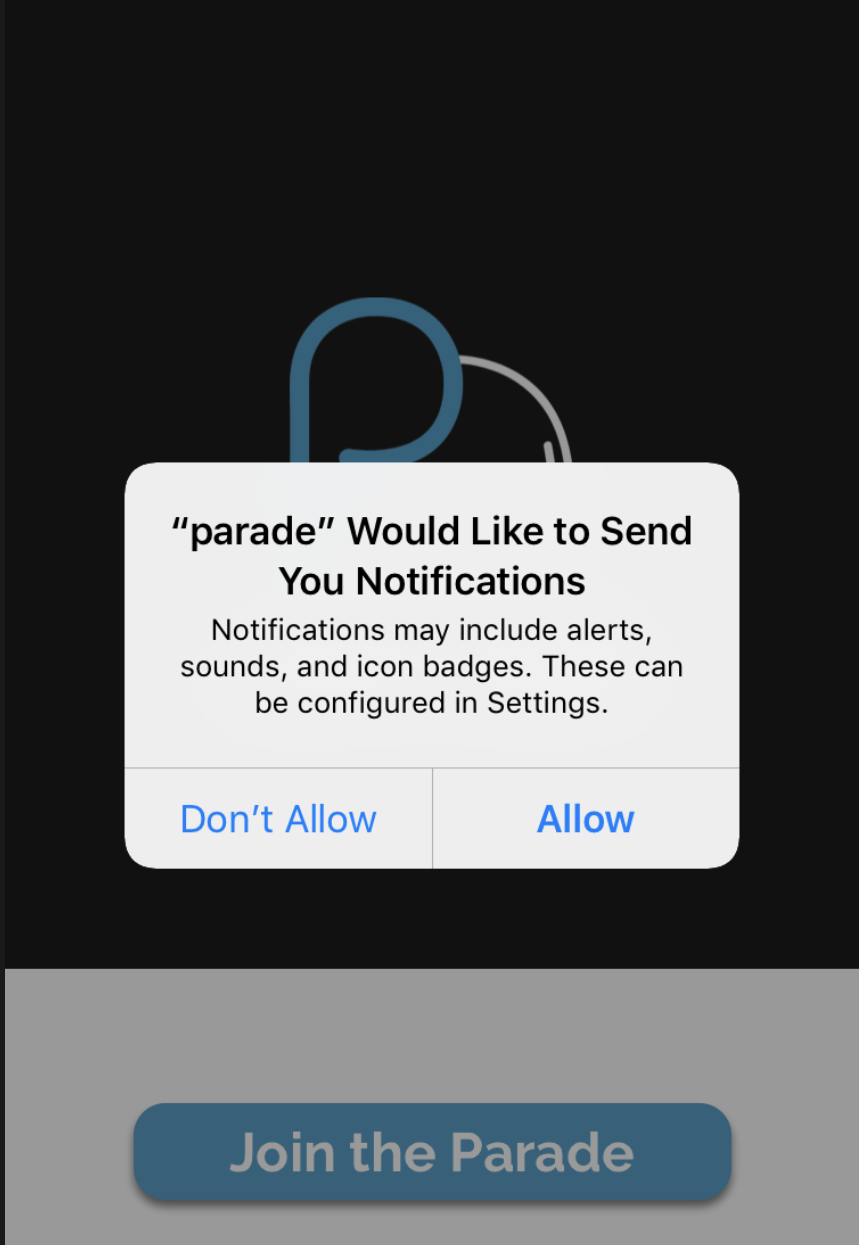 “parade” Would Like to Send
You Notifications
Notifications may include alerts,
sounds, and icon badges. These can
be configured in Settings.
Don’t Allow
Allow
Join the Parade